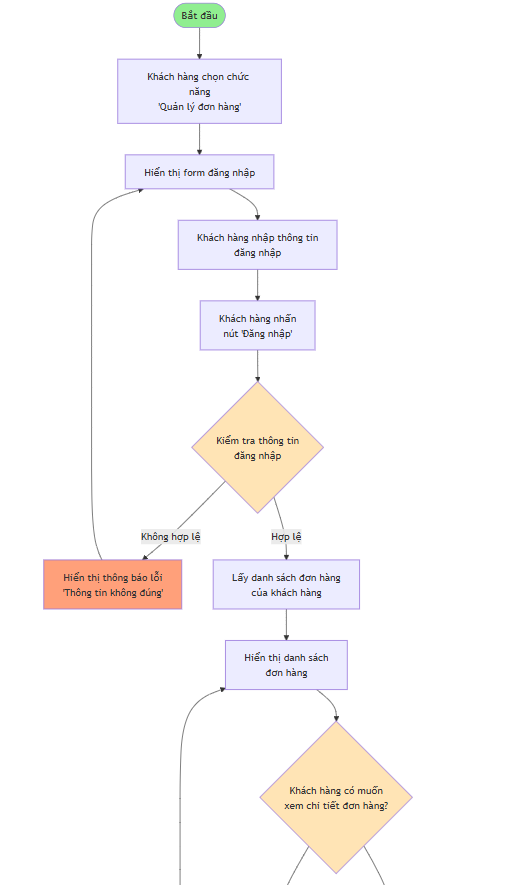 Bắt đầu
Khách hàng chọn chức
năng
'Quản lý đơn hàng'
Hiển thị form đăng nhập
Khách hàng nhập thông tin
đăng nhập
Khách hàng nhấn
nút 'Đăng nhập'
Kiểm tra thông tin
đăng nhập
Không hợp lệ
Hợp lệ
Hiển thị thông báo lỗi
'Thông tin không đúng'
Lấy danh sách đơn hàng
của khách hàng
Hiển thị danh sách
đơn hàng
Khách hàng có muốn
xem chi tiết đơn hàng?